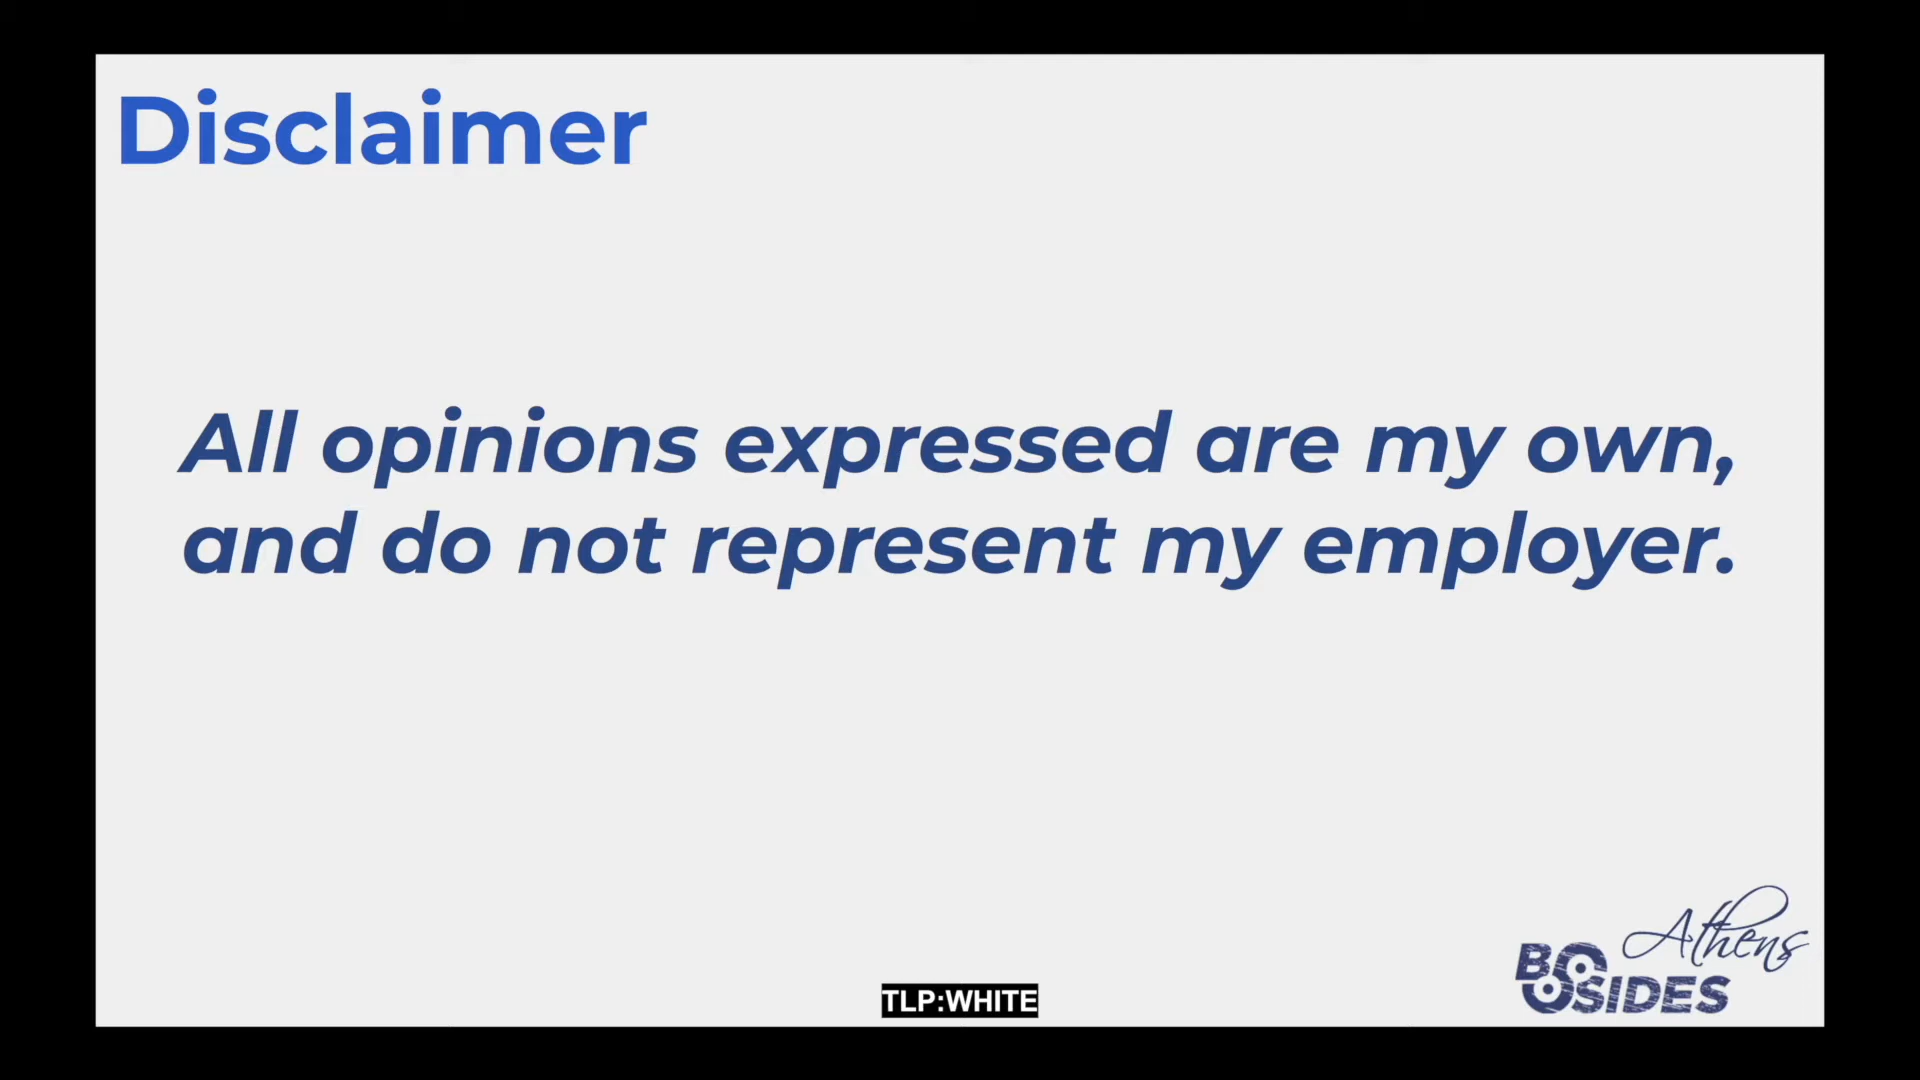 Disclaimer
All opinions expressed are my own,
and do not represent my employer.
TLP:WHITE
Athens
BSIDES